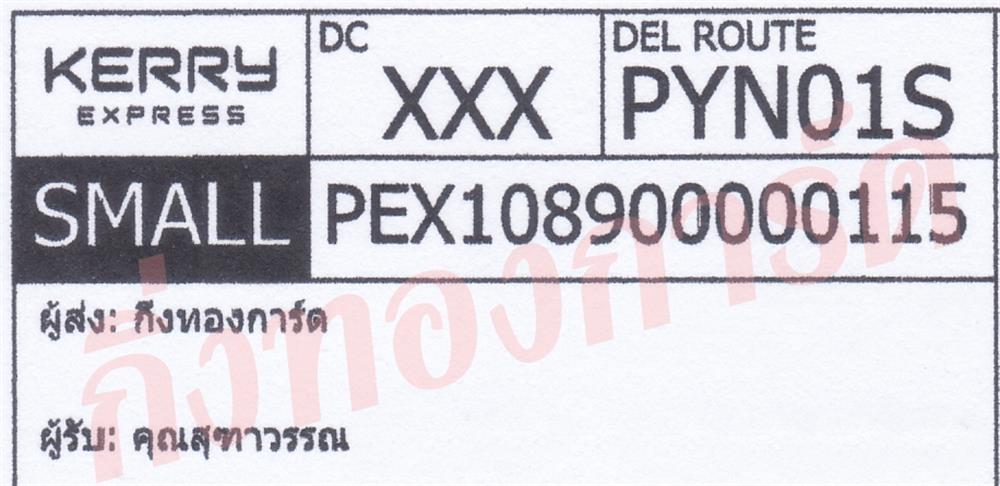 KERRY
EXPRESS
DC
XXX
DEL ROUTE
PYN01S
SMALL
PEX108900000115
ผู้ส่ง: กิ่งทองการ์ด
ผู้รับ: คุณสุฑาวรรณ
กิ่งทองการ์ด